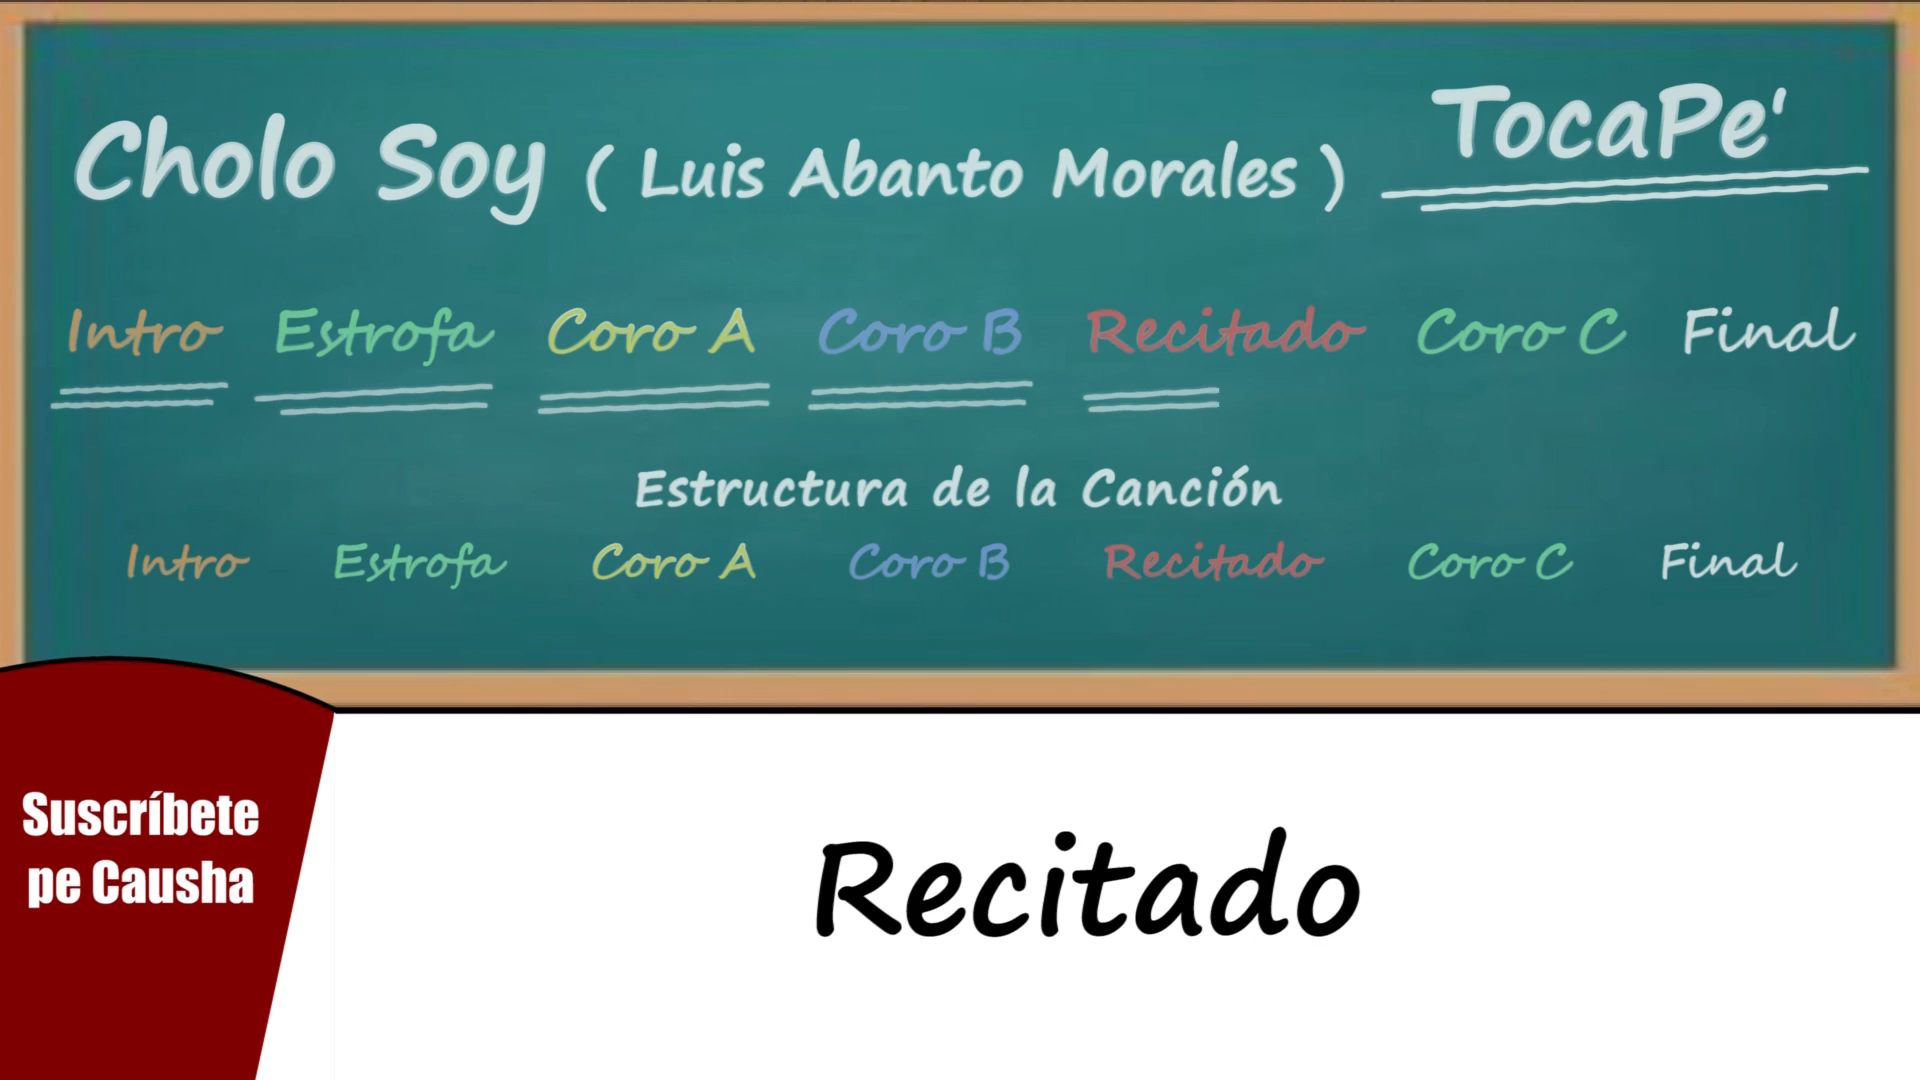 Cholo Soy ( Luis Abanto Morales ) TocaPe'
Intro Estrofa Coro A Coro B Recitado Coro C Final
Estructura de la Canción
Intro Estrofa Coro A Coro B Recitado Coro C Final
Suscríbete
pe Causha
Recitado